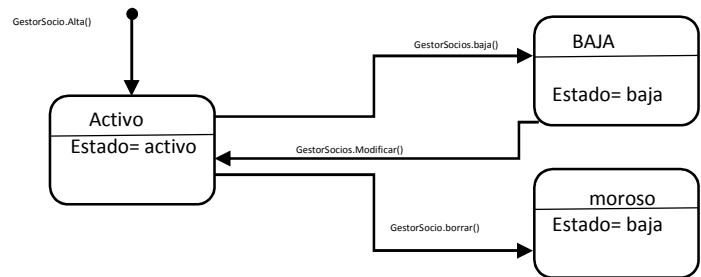 GestorSocio.Alta()
GestorSocios.baja()
BAJA
Estado= baja
Activo
Estado= activo
GestorSocios.Modificar()
moroso
Estado= baja
GestorSocio.borrar()